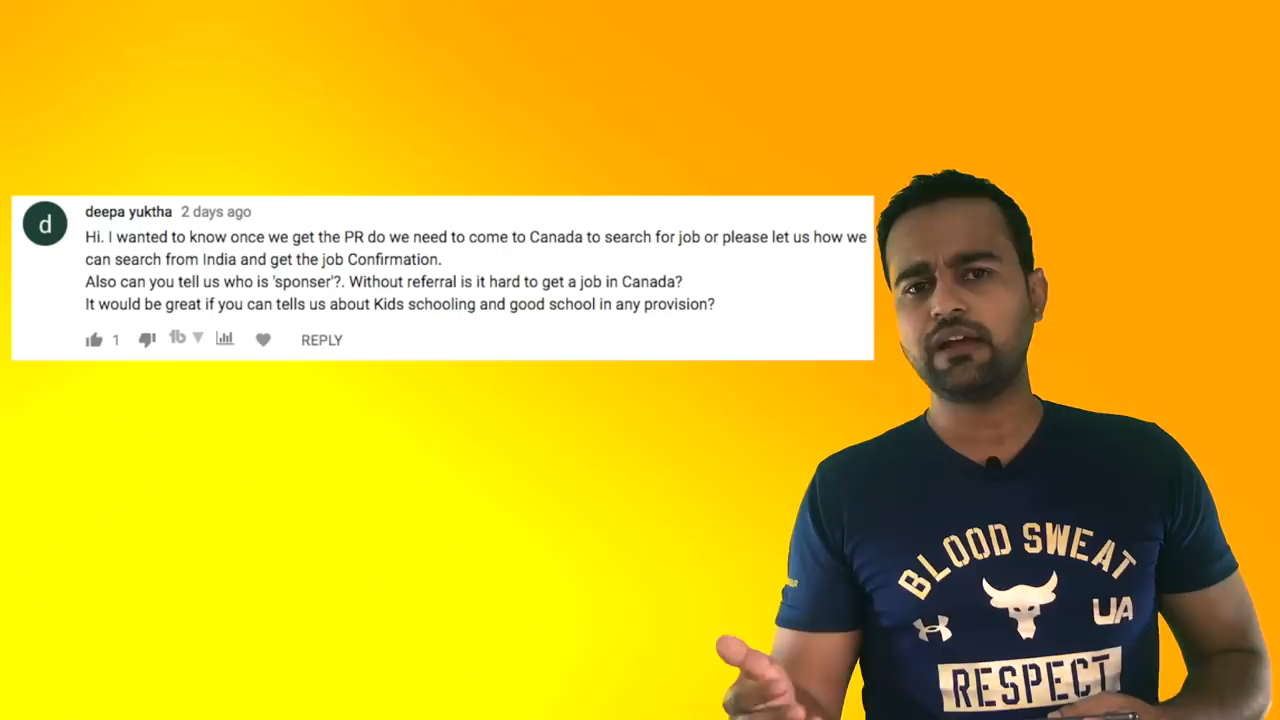 d
deepa yuktha 2 days ago
Hi. I wanted to know once we get the PR do we need to come to Canada to search for job or please let us how we
can search from India and get the job Confirmation.
Also can you tell us who is 'sponser'?. Without referral is it hard to get a job in Canada?
It would be great if you can tells us about Kids schooling and good school in any provision?
1
REPLY
BLOOD SWEAT
UA
RESPECT